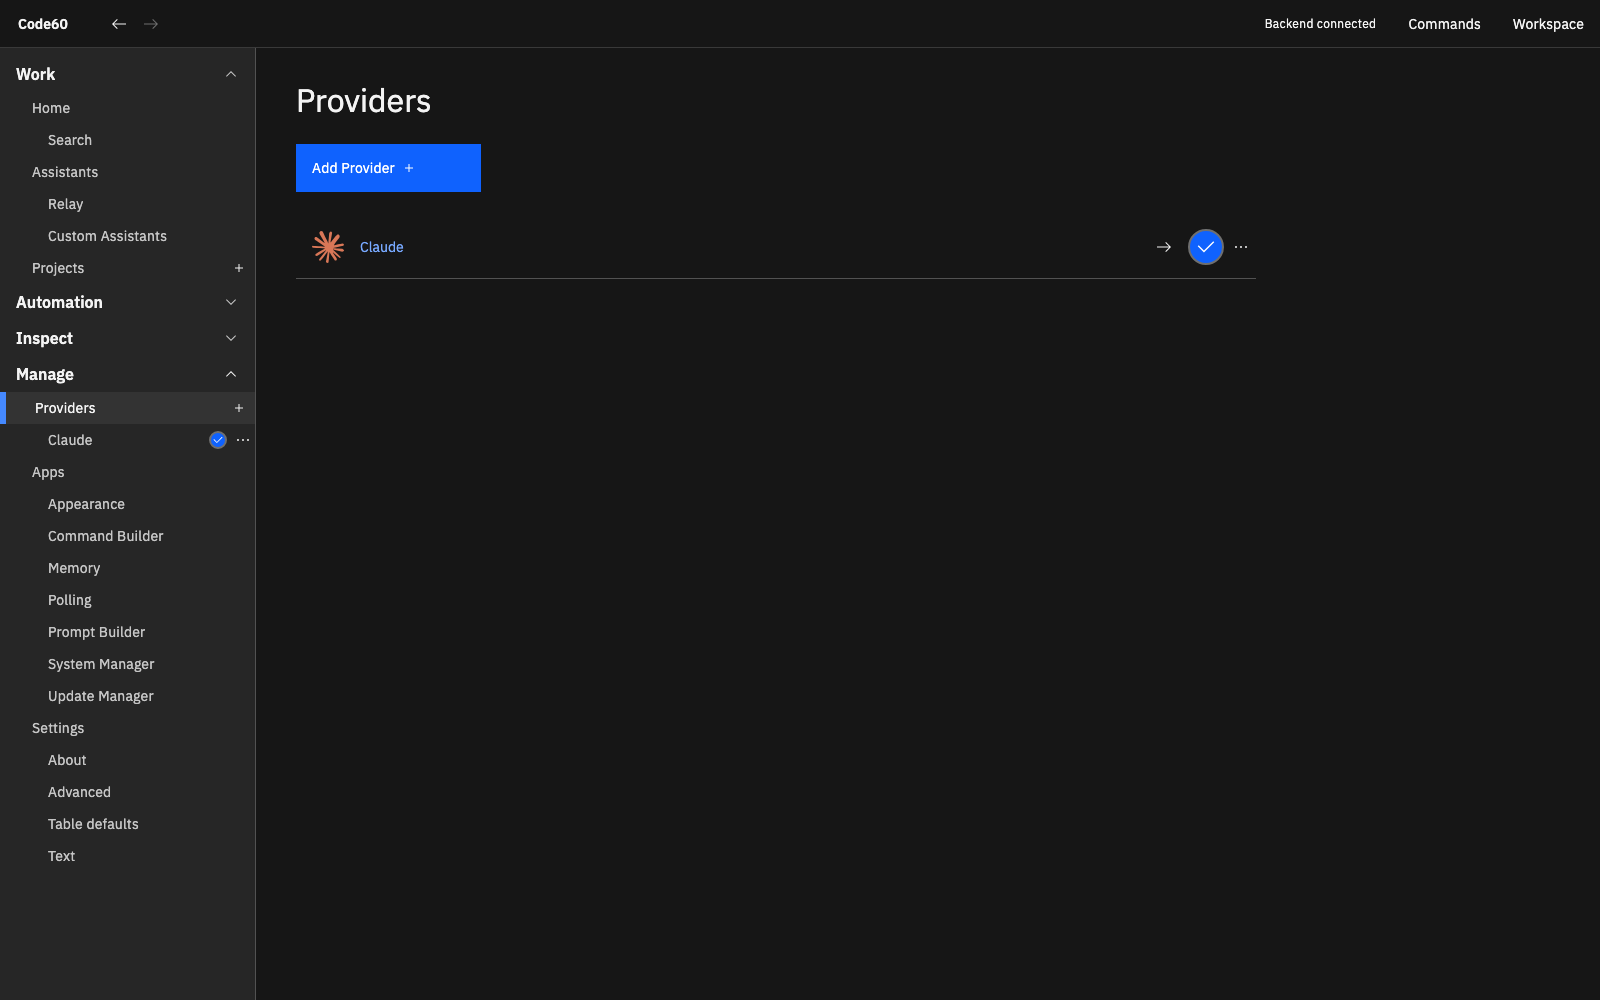 Code60
Backend connected
Commands
Workspace
Work
Home
Search
Assistants
Relay
Custom Assistants
Projects
Automation
Inspect
Manage
Providers
Claude
Apps
Appearance
Command Builder
Memory
Polling
Prompt Builder
System Manager
Update Manager
Settings
About
Advanced
Table defaults
Text
Providers
Add Provider
Claude